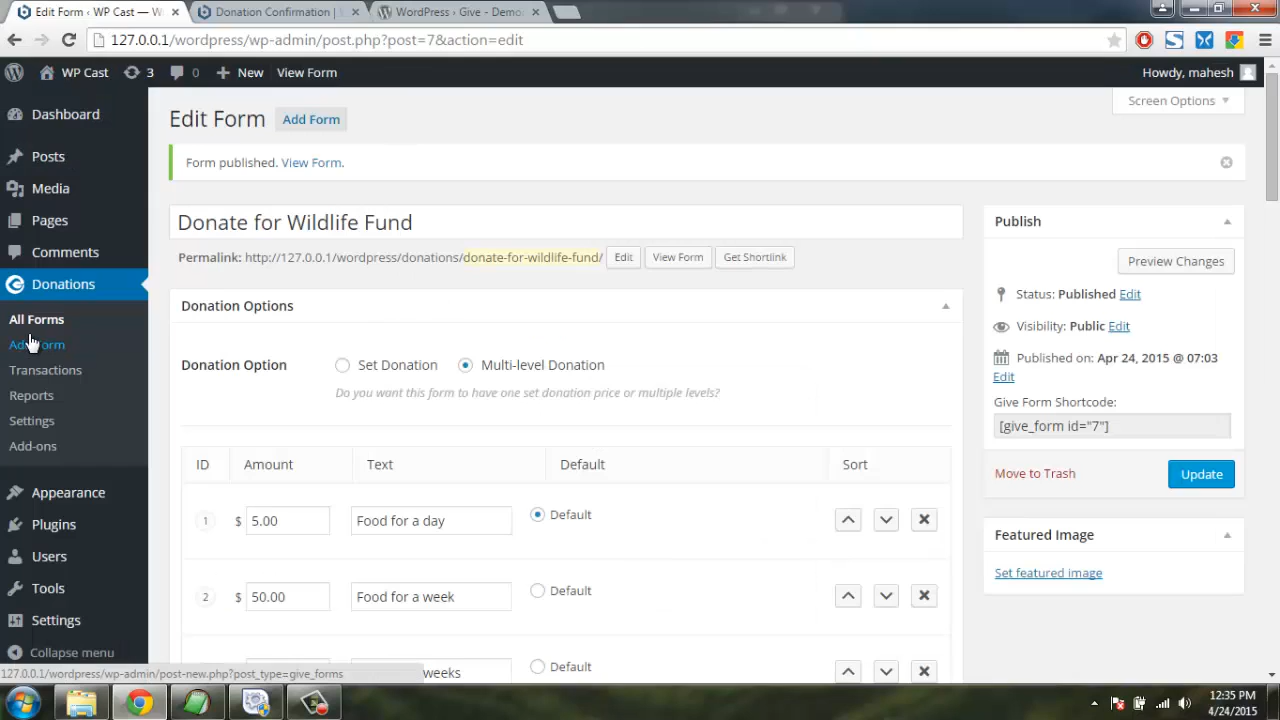 Edit Form ‹ WP Cast — W
Donation Confirmation |
WordPress › Give - Demo
127.0.0.1/wordpress/wp-admin/post.php?post=7&action=edit
WP Cast
3
0
New
View Form
Howdy, mahesh
Dashboard
Posts
Media
Pages
Comments
Donations
All Forms
Add Form
Transactions
Reports
Settings
Add-ons
Appearance
Plugins
Users
Tools
Settings
Collapse menu
Screen Options
Edit Form
Add Form
Form published. View Form.
Donate for Wildlife Fund
Permalink: http://127.0.0.1/wordpress/donations/donate-for-wildlife-fund/
Edit
View Form
Get Shortlink
Donation Options
Donation Option
Set Donation
Multi-level Donation
Do you want this form to have one set donation price or multiple levels?
ID Amount Text Default Sort
1 $ 5.00 Food for a day Default
2 $ 50.00 Food for a week Default
weeks Default
Publish
Preview Changes
Status: Published Edit
Visibility: Public Edit
Published on: Apr 24, 2015 @ 07:03
Edit
Give Form Shortcode:
[give_form id="7"]
Move to Trash
Update
Featured Image
Set featured image
127.0.0.1/wordpress/wp-admin/post-new.php?post_type=give_forms
12:35 PM
4/24/2015